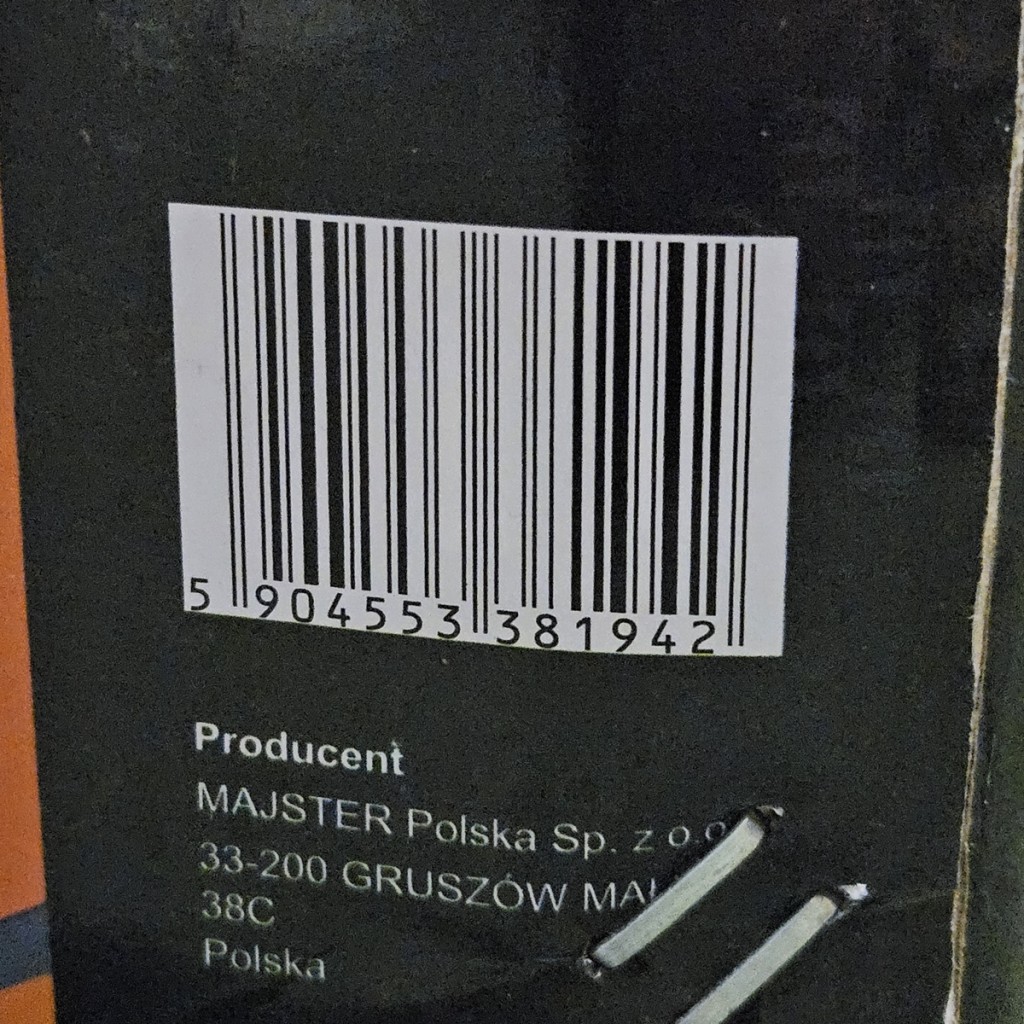 5 904553 381942
Producent
MAJSTER Polska Sp. z o.o
33-200 GRUSZÓW
38C
Polska